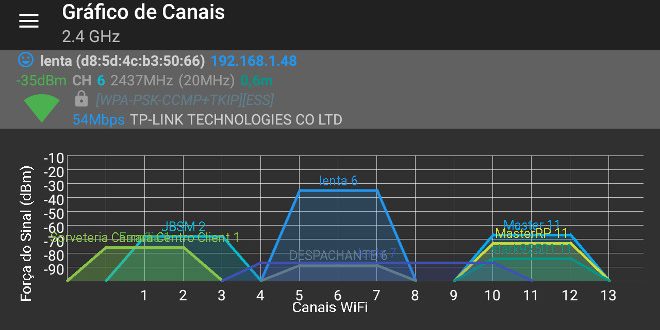 Gráfico de Canais
2.4 GHz
lenta (d8:5d:4c:b3:50:66) 192.168.1.48
-35dBm CH 6 2437MHz (20MHz) 0,6m
[WPA-PSK-CCMP+TKIP][ESS]
54Mbps TP-LINK TECHNOLOGIES CO LTD
Força do Sinal (dBm)
-10
-20
-30
-40
-50
-60
-70
-80
-90
lenta 6
JBSM 2
Master 11
MasterRP 11
Sorveteria Centro Client 1
DESPACHANTE 6
7
1 2 3 4 5 6 7 8 9 10 11 12 13
Canais WiFi